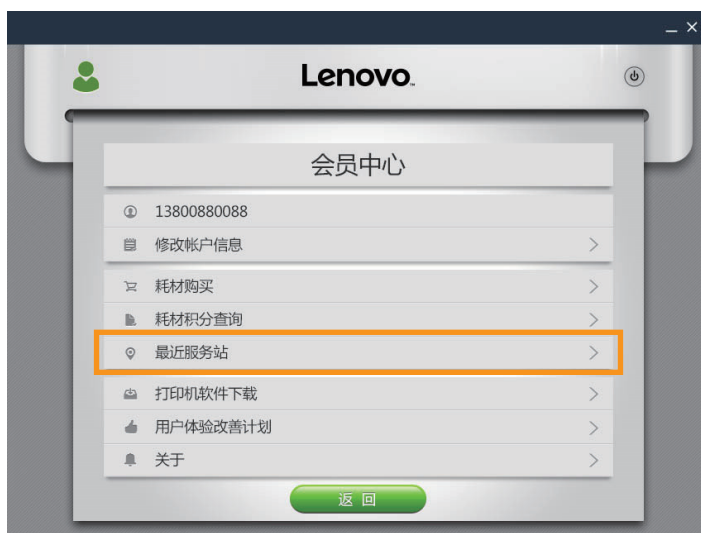 Lenovo
会员中心
13800880088
修改帐户信息
耗材购买
耗材积分查询
最近服务站
打印机软件下载
用户体验改善计划
关于
返回